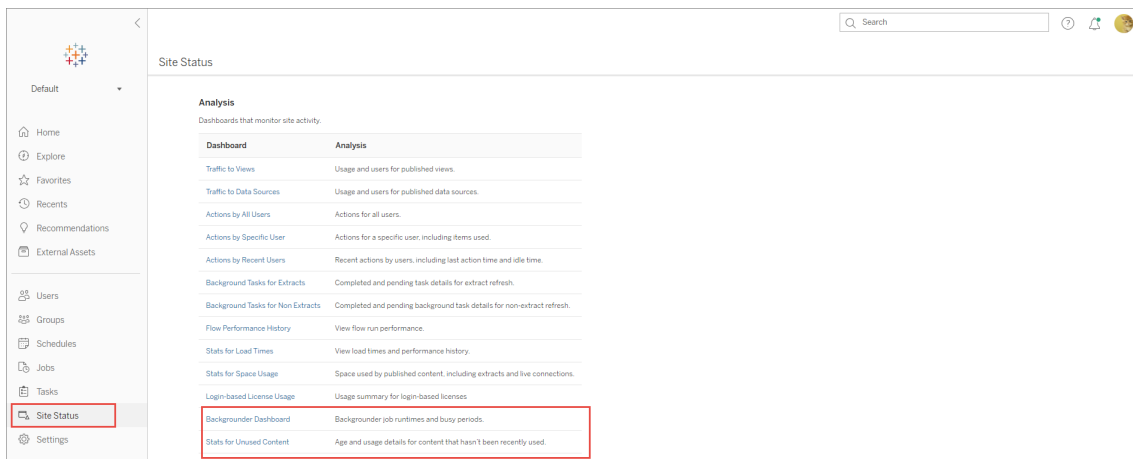 Search
Site Status
Default
Home
Explore
Favorites
Recents
Recommendations
External Assets
Users
Groups
Schedules
Jobs
Tasks
Site Status
Settings
Analysis
Dashboards that monitor site activity.
Dashboard Analysis
Traffic to Views Usage and users for published views.
Traffic to Data Sources Usage and users for published data sources.
Actions by All Users Actions for all users.
Actions by Specific User Actions for a specific user, including items used.
Actions by Recent Users Recent actions by users, including last action time and idle time.
Background Tasks for Extracts Completed and pending task details for extract refresh.
Background Tasks for Non Extracts Completed and pending background task details for non-extract refresh.
Flow Performance History View flow run performance.
Stats for Load Times View load times and performance history.
Stats for Space Usage Space used by published content, including extracts and live connections.
Login-based License Usage Usage summary for login-based licenses
Backgrounder Dashboard Backgrounder job runtimes and busy periods.
Stats for Unused Content Age and usage details for content that hasn't been recently used.